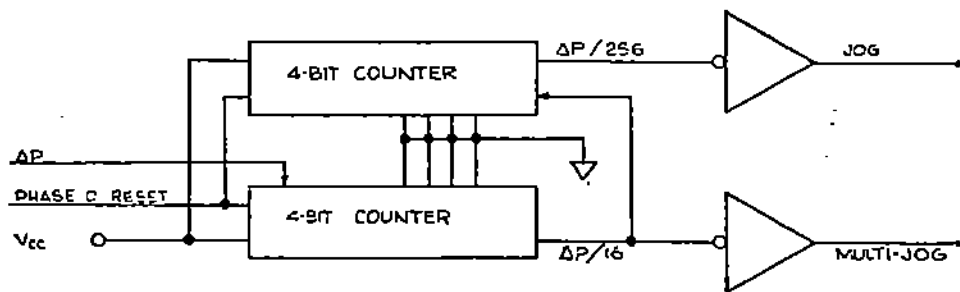 ΔP/256
JOG
4-BIT COUNTER
ΔP
PHASE C RESET
4-BIT COUNTER
Vcc
ΔP/16
MULTI-JOG